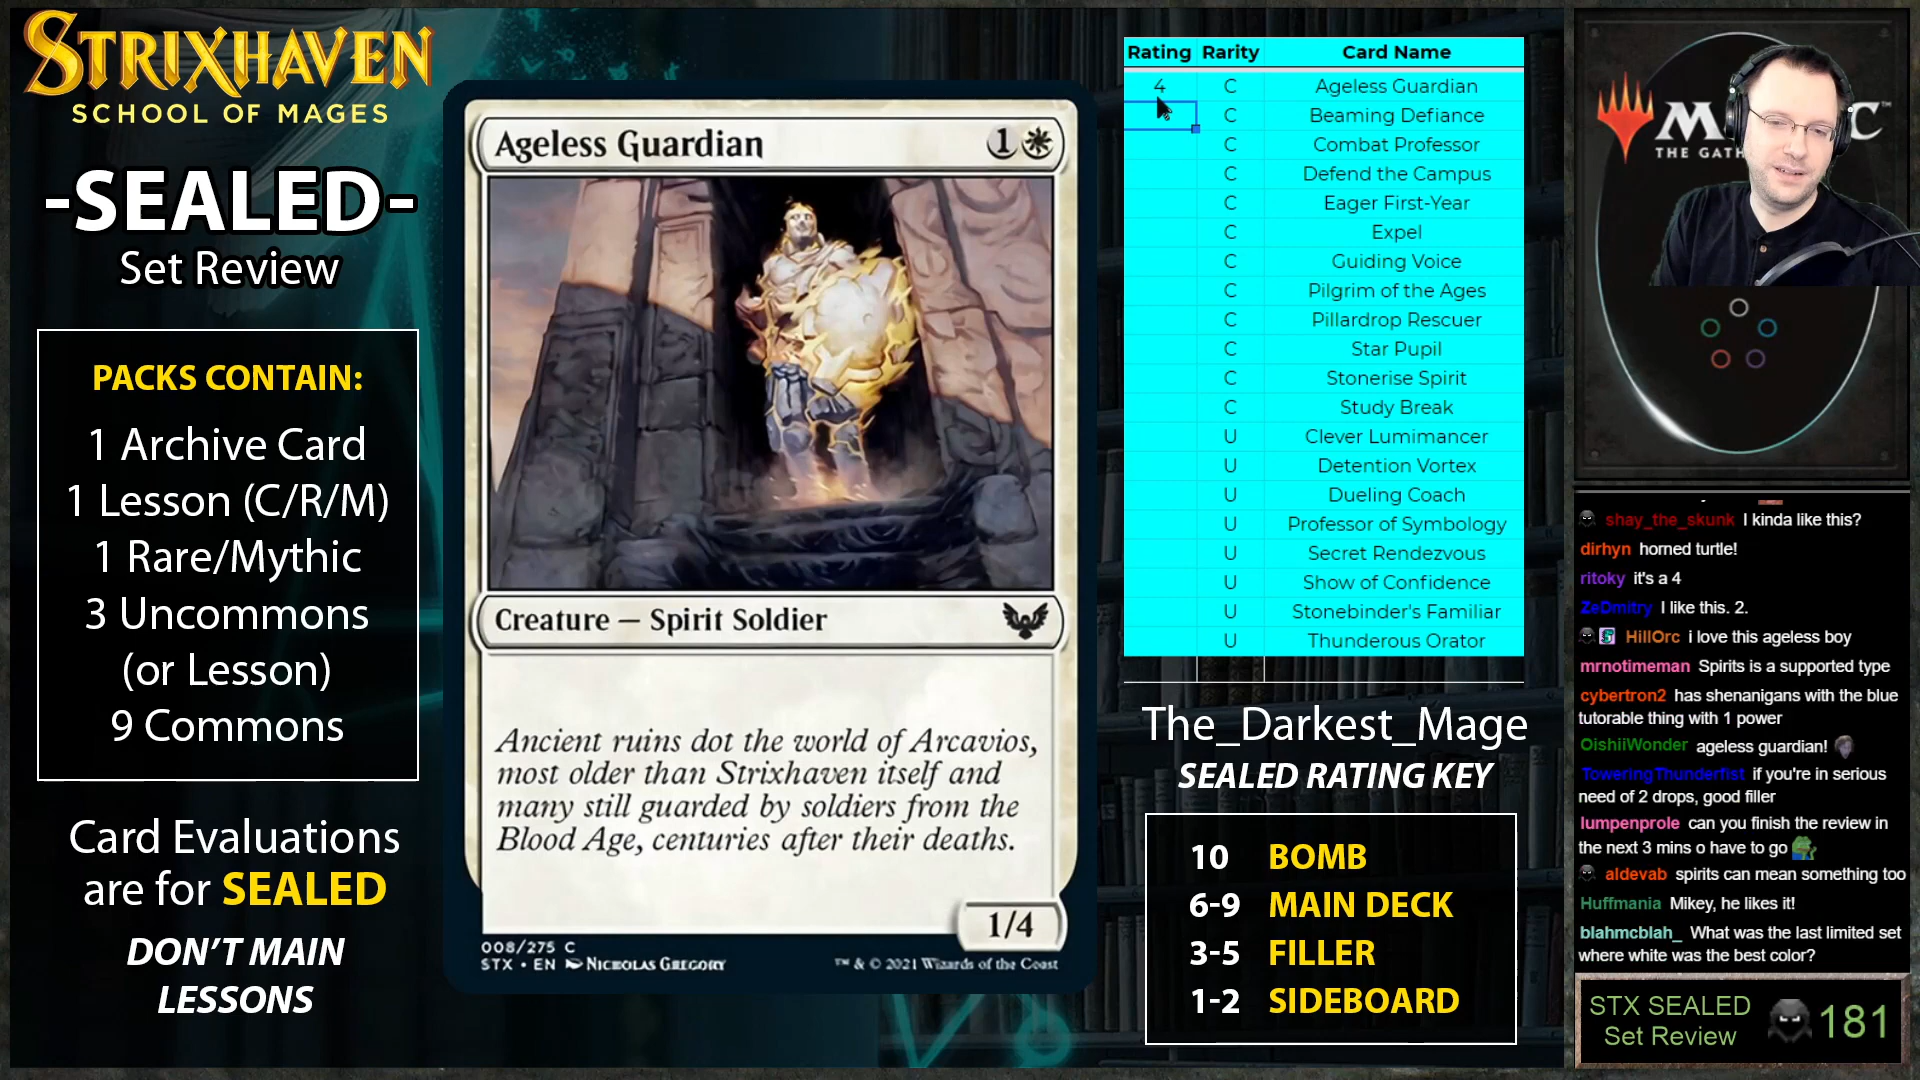 STRIXHAVEN
SCHOOL OF MAGES
-SEALED-
Set Review
PACKS CONTAIN:
1 Archive Card
1 Lesson (C/R/M)
1 Rare/Mythic
3 Uncommons
(or Lesson)
9 Commons
Card Evaluations
are for SEALED
DON'T MAIN
LESSONS
Ageless Guardian 1
Creature — Spirit Soldier
Ancient ruins dot the world of Arcavios,
most older than Strixhaven itself and
many still guarded by soldiers from the
Blood Age, centuries after their deaths.
1/4
008/275 C
STX • EN Nicholas Gregory
™ & © 2021 Wizards of the Coast
Rating Rarity Card Name
4 C Ageless Guardian
C Beaming Defiance
C Combat Professor
C Defend the Campus
C Eager First-Year
C Expel
C Guiding Voice
C Pilgrim of the Ages
C Pillardrop Rescuer
C Star Pupil
C Stonerise Spirit
C Study Break
U Clever Lumimancer
U Detention Vortex
U Dueling Coach
U Professor of Symbology
U Secret Rendezvous
U Show of Confidence
U Stonebinder's Familiar
U Thunderous Orator
The_Darkest_Mage
SEALED RATING KEY
10 BOMB
6-9 MAIN DECK
3-5 FILLER
1-2 SIDEBOARD
shay_the_skunk I kinda like this?
dirhyn horned turtle!
ritoky it's a 4
ZeDmitry I like this. 2.
HillOrc i love this ageless boy
mrnotimeman Spirits is a supported type
cybertron2 has shenanigans with the blue
tutorable thing with 1 power
OishiiWonder ageless guardian!
ToweringThunderfist if you're in serious
need of 2 drops, good filler
lumpenprole can you finish the review in
the next 3 mins o have to go
aldevab spirits can mean something too
Huffmania Mikey, he likes it!
blahmcblah_ What was the last limited set
where white was the best color?
STX SEALED
Set Review
181